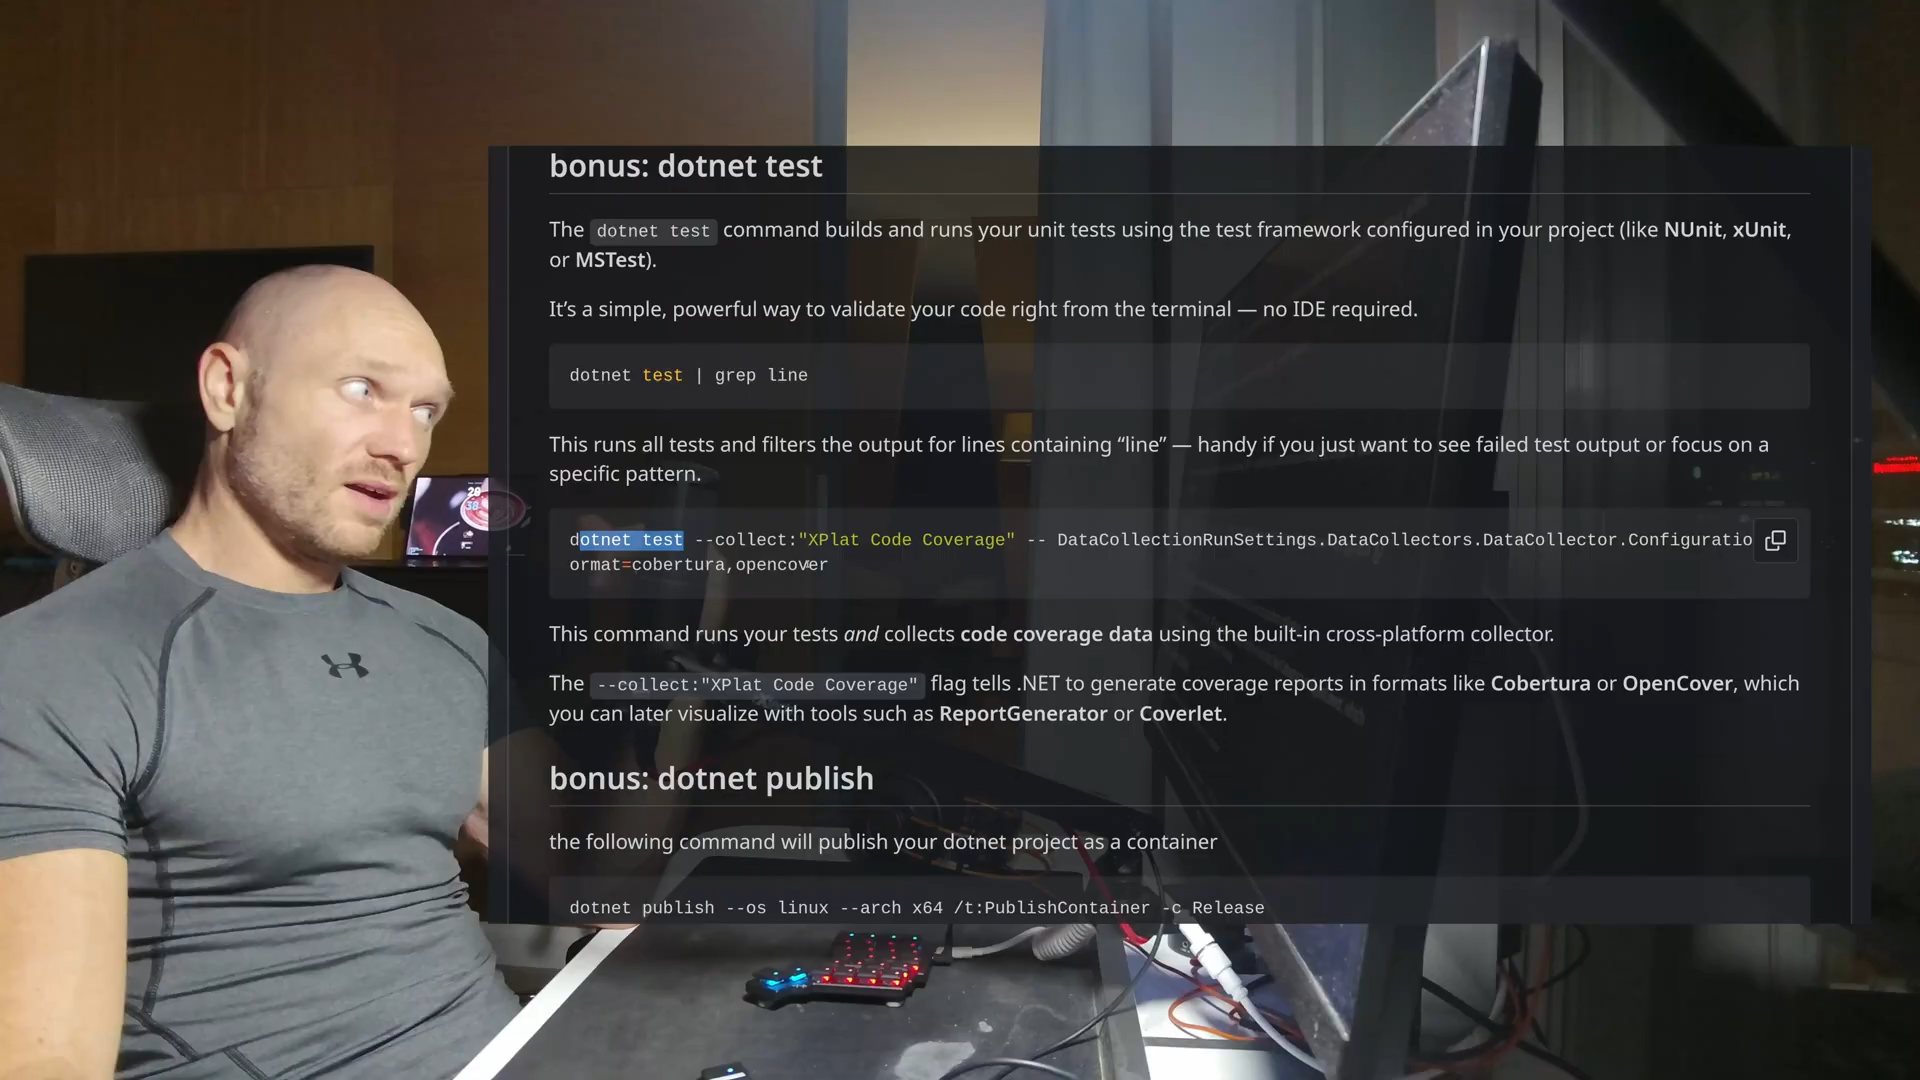 bonus: dotnet test
The dotnet test command builds and runs your unit tests using the test framework configured in your project (like NUnit, xUnit,
or MSTest).
It’s a simple, powerful way to validate your code right from the terminal — no IDE required.
dotnet test | grep line
This runs all tests and filters the output for lines containing “line” — handy if you just want to see failed test output or focus on a
specific pattern.
dotnet test --collect:"XPlat Code Coverage" -- DataCollectionRunSettings.DataCollectors.DataCollector.Configuratio
ormat=cobertura,opencover
This command runs your tests and collects code coverage data using the built-in cross-platform collector.
The --collect:"XPlat Code Coverage" flag tells .NET to generate coverage reports in formats like Cobertura or OpenCover, which
you can later visualize with tools such as ReportGenerator or Coverlet.
bonus: dotnet publish
the following command will publish your dotnet project as a container
dotnet publish --os linux --arch x64 /t:PublishContainer -c Release